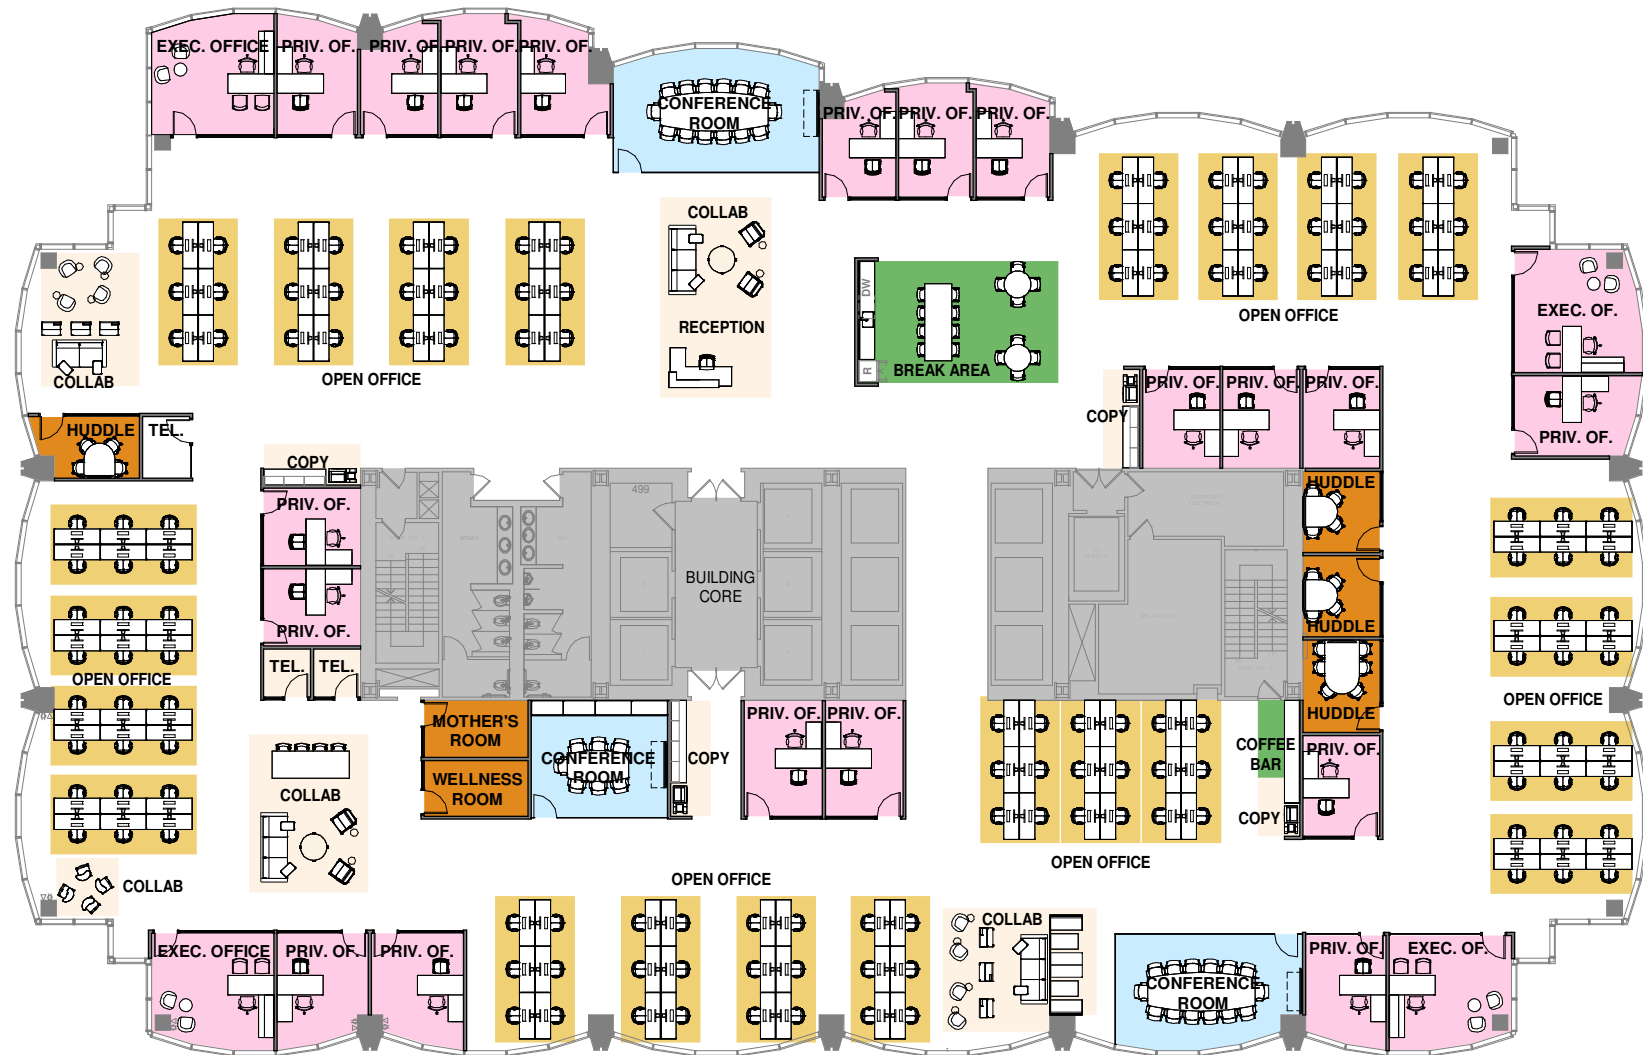 EXEC. OFFICE
PRIV. OF.
PRIV. OF.
PRIV. OF.
PRIV. OF.
CONFERENCE
ROOM
PRIV. OF.
PRIV. OF.
PRIV. OF.
COLLAB
RECEPTION
DW
R
BREAK AREA
OPEN OFFICE
OPEN OFFICE
COLLAB
EXEC. OF.
PRIV. OF.
HUDDLE
TEL.
COPY
PRIV. OF.
PRIV. OF.
PRIV. OF.
COPY
PRIV. OF.
PRIV. OF.
TEL.
TEL.
499
BUILDING
CORE
HUDDLE
HUDDLE
HUDDLE
OPEN OFFICE
OPEN OFFICE
MOTHER'S
ROOM
WELLNESS
ROOM
CONFERENCE
ROOM
COPY
PRIV. OF.
PRIV. OF.
COFFEE
BAR
COPY
PRIV. OF.
COLLAB
COLLAB
OPEN OFFICE
OPEN OFFICE
EXEC. OFFICE
PRIV. OF.
PRIV. OF.
COLLAB
CONFERENCE
ROOM
PRIV. OF.
EXEC. OF.